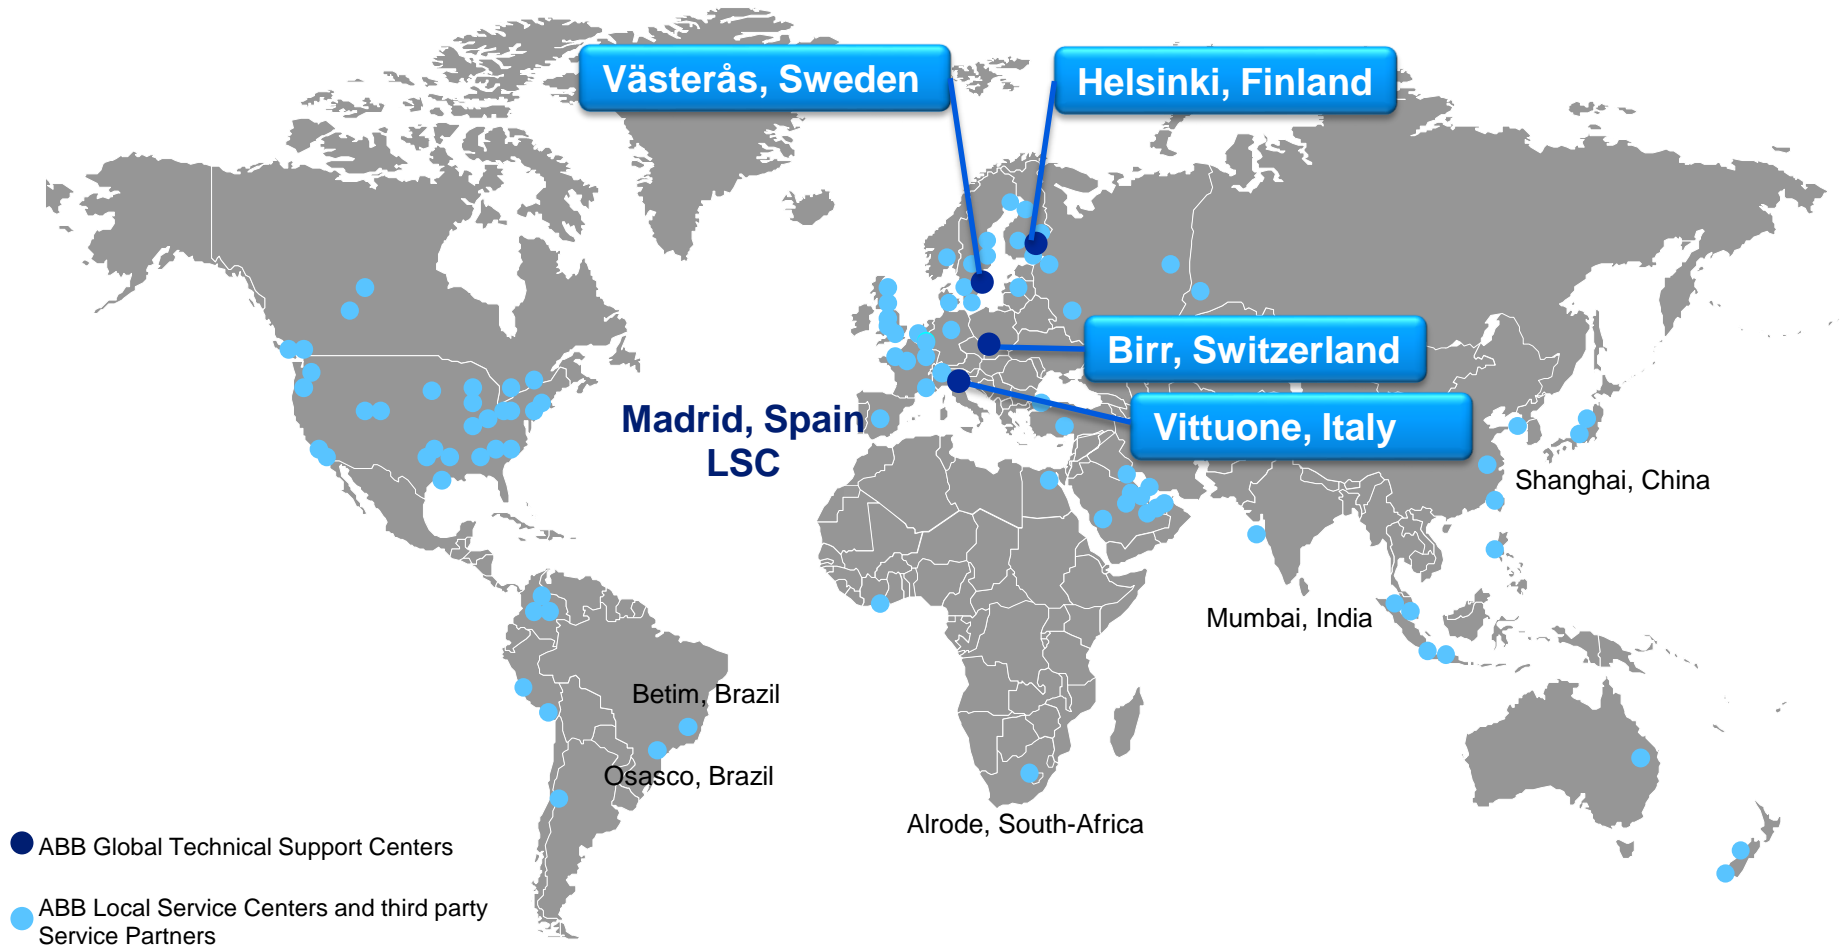 Västerås, Sweden
Helsinki, Finland
Birr, Switzerland
Vittuone, Italy
Madrid, Spain
LSC
Shanghai, China
Mumbai, India
Betim, Brazil
Osasco, Brazil
Alrode, South-Africa
ABB Global Technical Support Centers
ABB Local Service Centers and third party
Service Partners